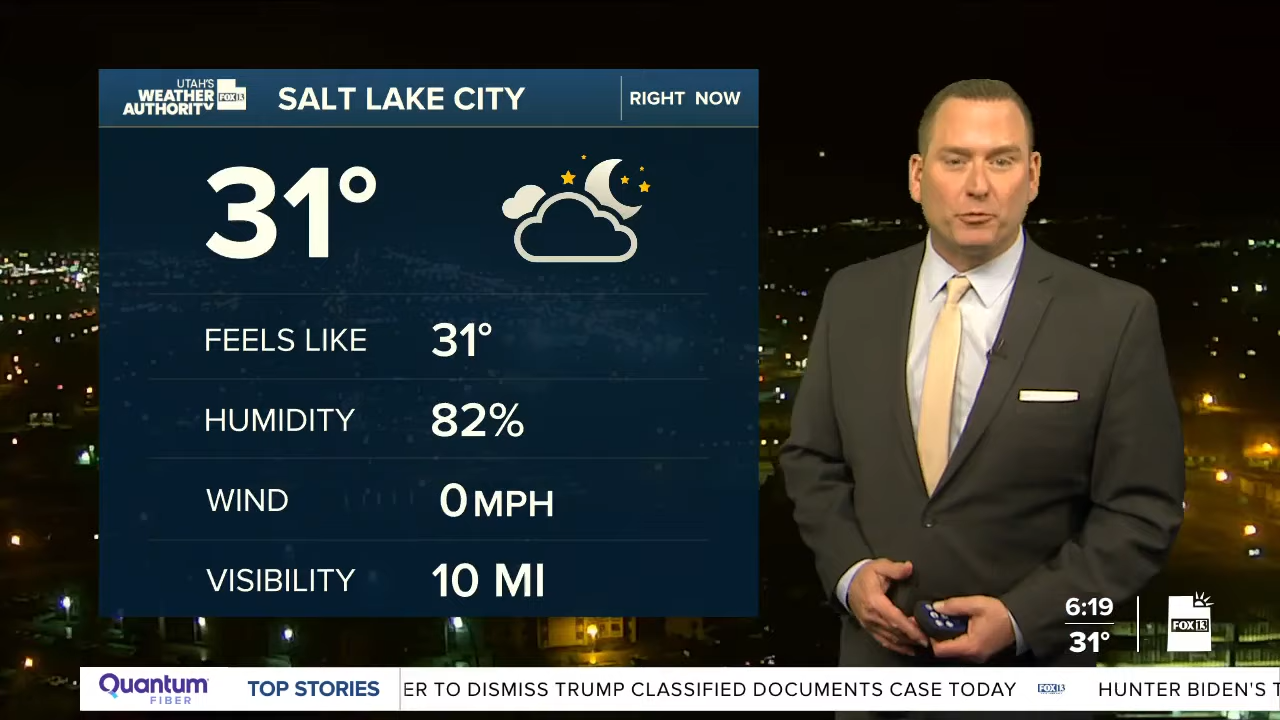 UTAH'S
WEATHER
AUTHORITY
FOX 13
SALT LAKE CITY
RIGHT NOW
31°
FEELS LIKE 31°
HUMIDITY 82%
WIND 0 MPH
VISIBILITY 10 MI
6:19
31°
FOX 13
Quantum
FIBER
TOP STORIES
ER TO DISMISS TRUMP CLASSIFIED DOCUMENTS CASE TODAY FOX 13 HUNTER BIDEN'S T